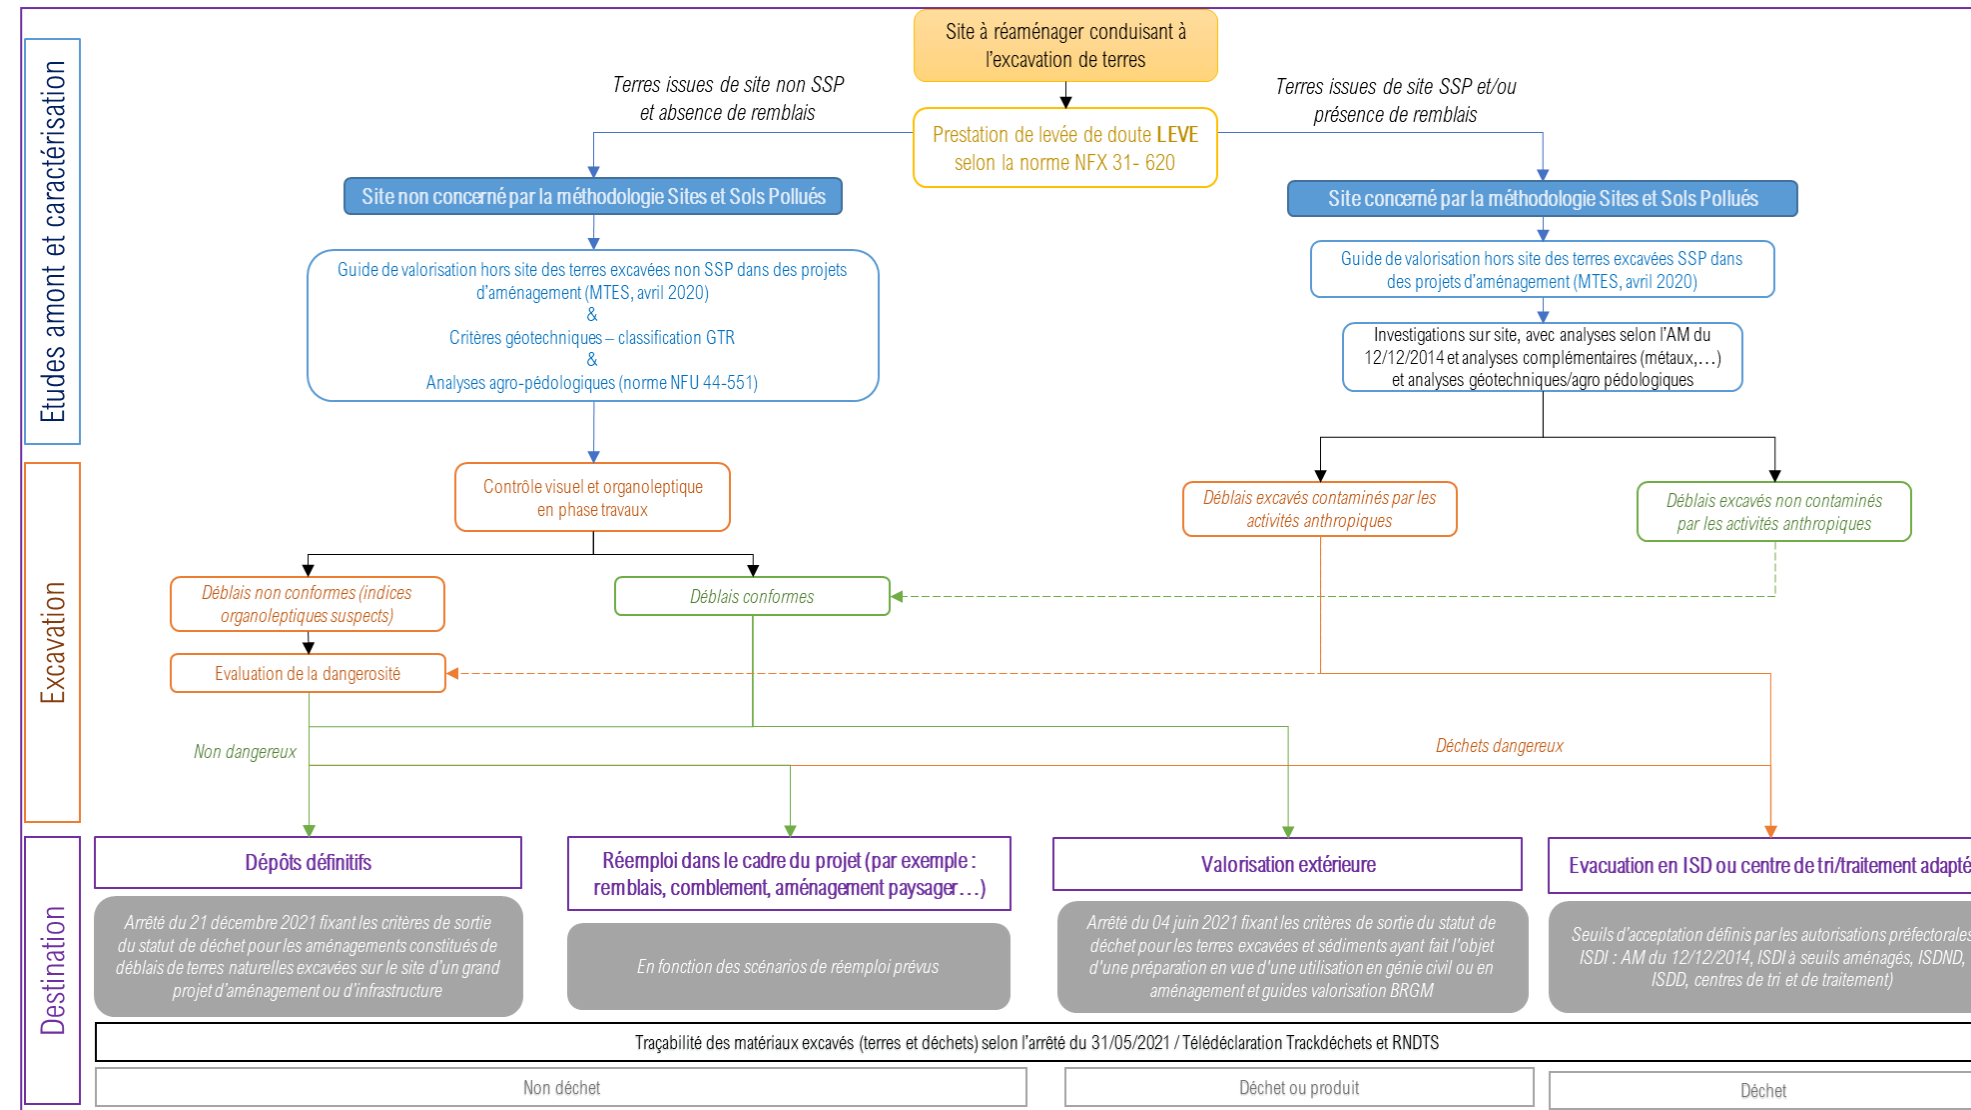 Site à réaménager conduisant à
l'excavation de terres
Terres issues de site non SSP
et absence de remblais
Terres issues de site SSP et/ou
présence de remblais
Prestation de levée de doute LEVE
selon la norme NFX 31- 620
Etudes amont et caractérisation
Site non concerné par la méthodologie Sites et Sols Pollués
Site concerné par la méthodologie Sites et Sols Pollués
Guide de valorisation hors site des terres excavées non SSP dans des projets
d'aménagement (MTES, avril 2020)
&
Critères géotechniques – classification GTR
&
Analyses agro-pédologiques (norme NFU 44-551)
Guide de valorisation hors site des terres excavées SSP dans
des projets d'aménagement (MTES, avril 2020)
Investigations sur site, avec analyses selon l'AM du
12/12/2014 et analyses complémentaires (métaux,…)
et analyses géotechniques/agro pédologiques
Excavation
Contrôle visuel et organoleptique
en phase travaux
Déblais excavés contaminés par les
activités anthropiques
Déblais excavés non contaminés
par les activités anthropiques
Déblais non conformes (indices
organoleptiques suspects)
Déblais conformes
Evaluation de la dangerosité
Non dangereux
Déchets dangereux
Destination
Dépôts définitifs
Réemploi dans le cadre du projet (par exemple :
remblais, comblement, aménagement paysager…)
Valorisation extérieure
Evacuation en ISD ou centre de tri/traitement adapté
Arrêté du 21 décembre 2021 fixant les critères de sortie
du statut de déchet pour les aménagements constitués de
déblais de terres naturelles excavées sur le site d'un grand
projet d'aménagement ou d'infrastructure
En fonction des scénarios de réemploi prévus
Arrêté du 04 juin 2021 fixant les critères de sortie du statut de
déchet pour les terres excavées et sédiments ayant fait l'objet
d'une préparation en vue d'une utilisation en génie civil ou en
aménagement et guides valorisation BRGM
Seuils d'acceptation définis par les autorisations préfectorales
ISDI : AM du 12/12/2014, ISDI à seuils aménagés, ISDND,
ISDD, centres de tri et de traitement)
Traçabilité des matériaux excavés (terres et déchets) selon l'arrêté du 31/05/2021 / Télédéclaration Trackdéchets et RNDTS
Non déchet
Déchet ou produit
Déchet